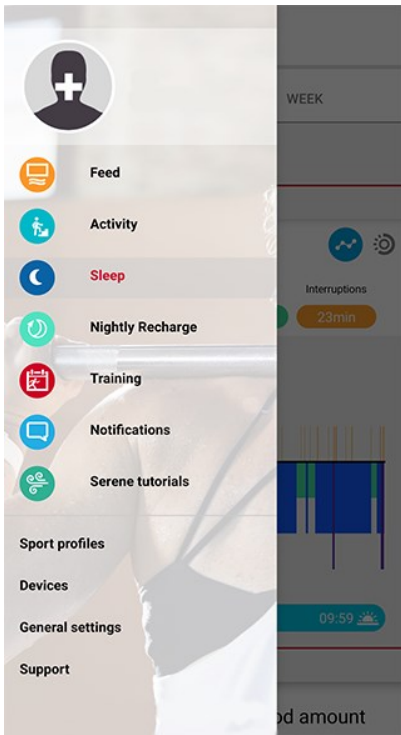 WEEK
Feed
Activity
Sleep
Interruptions
23min
Nightly Recharge
Training
Notifications
Serene tutorials
Sport profiles
Devices
09:59
General settings
Support
od amount